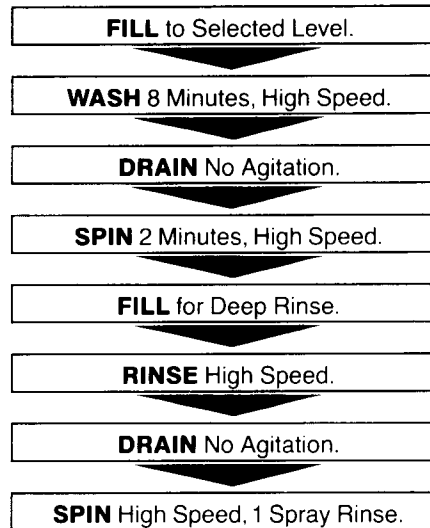 FILL to Selected Level.
WASH 8 Minutes, High Speed.
DRAIN No Agitation.
SPIN 2 Minutes, High Speed.
FILL for Deep Rinse.
RINSE High Speed.
DRAIN No Agitation.
SPIN High Speed, 1 Spray Rinse.